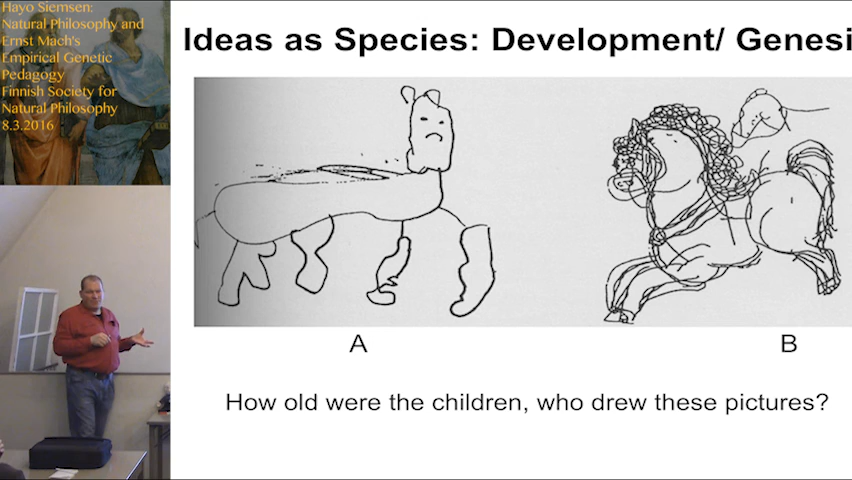 Hayo Siemsen:
Natural Philosophy and
Ernst Mach's
Empirical Genetic
Pedagogy
Finnish Society for
Natural Philosophy
8.3.2016
Ideas as Species: Development/ Genesi
A
B
How old were the children, who drew these pictures?